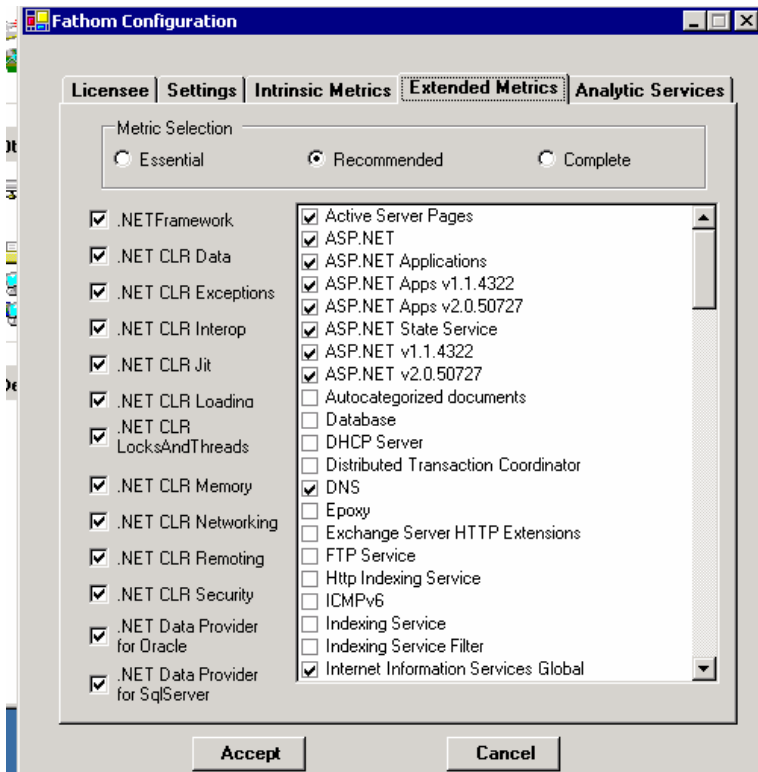 Fathom Configuration
Licensee
Settings
Intrinsic Metrics
Extended Metrics
Analytic Services
Metric Selection
Essential
Recommended
Complete
.NETFramework
.NET CLR Data
.NET CLR Exceptions
.NET CLR Interop
.NET CLR Jit
.NET CLR Loading
.NET CLR
LocksAndThreads
.NET CLR Memory
.NET CLR Networking
.NET CLR Remoting
.NET CLR Security
.NET Data Provider
for Oracle
.NET Data Provider
for SqlServer
Active Server Pages
ASP.NET
ASP.NET Applications
ASP.NET Apps v1.1.4322
ASP.NET Apps v2.0.50727
ASP.NET State Service
ASP.NET v1.1.4322
ASP.NET v2.0.50727
Autocategorized documents
Database
DHCP Server
Distributed Transaction Coordinator
DNS
Epoxy
Exchange Server HTTP Extensions
FTP Service
Http Indexing Service
ICMPv6
Indexing Service
Indexing Service Filter
Internet Information Services Global
Accept
Cancel